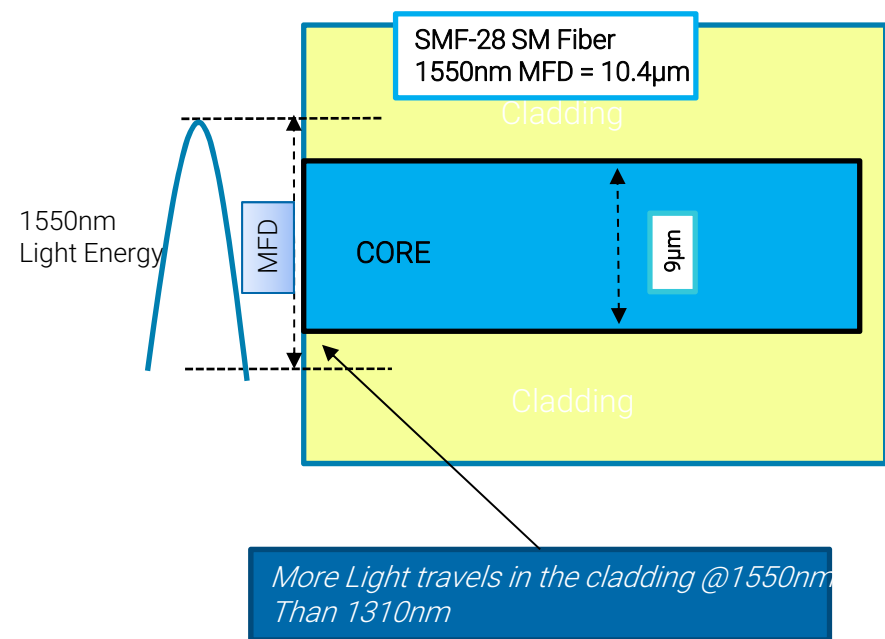 SMF-28 SM Fiber
1550nm MFD = 10.4µm
Cladding
1550nm
Light Energy
MFD
CORE
9µm
Cladding
More Light travels in the cladding @1550nm
Than 1310nm